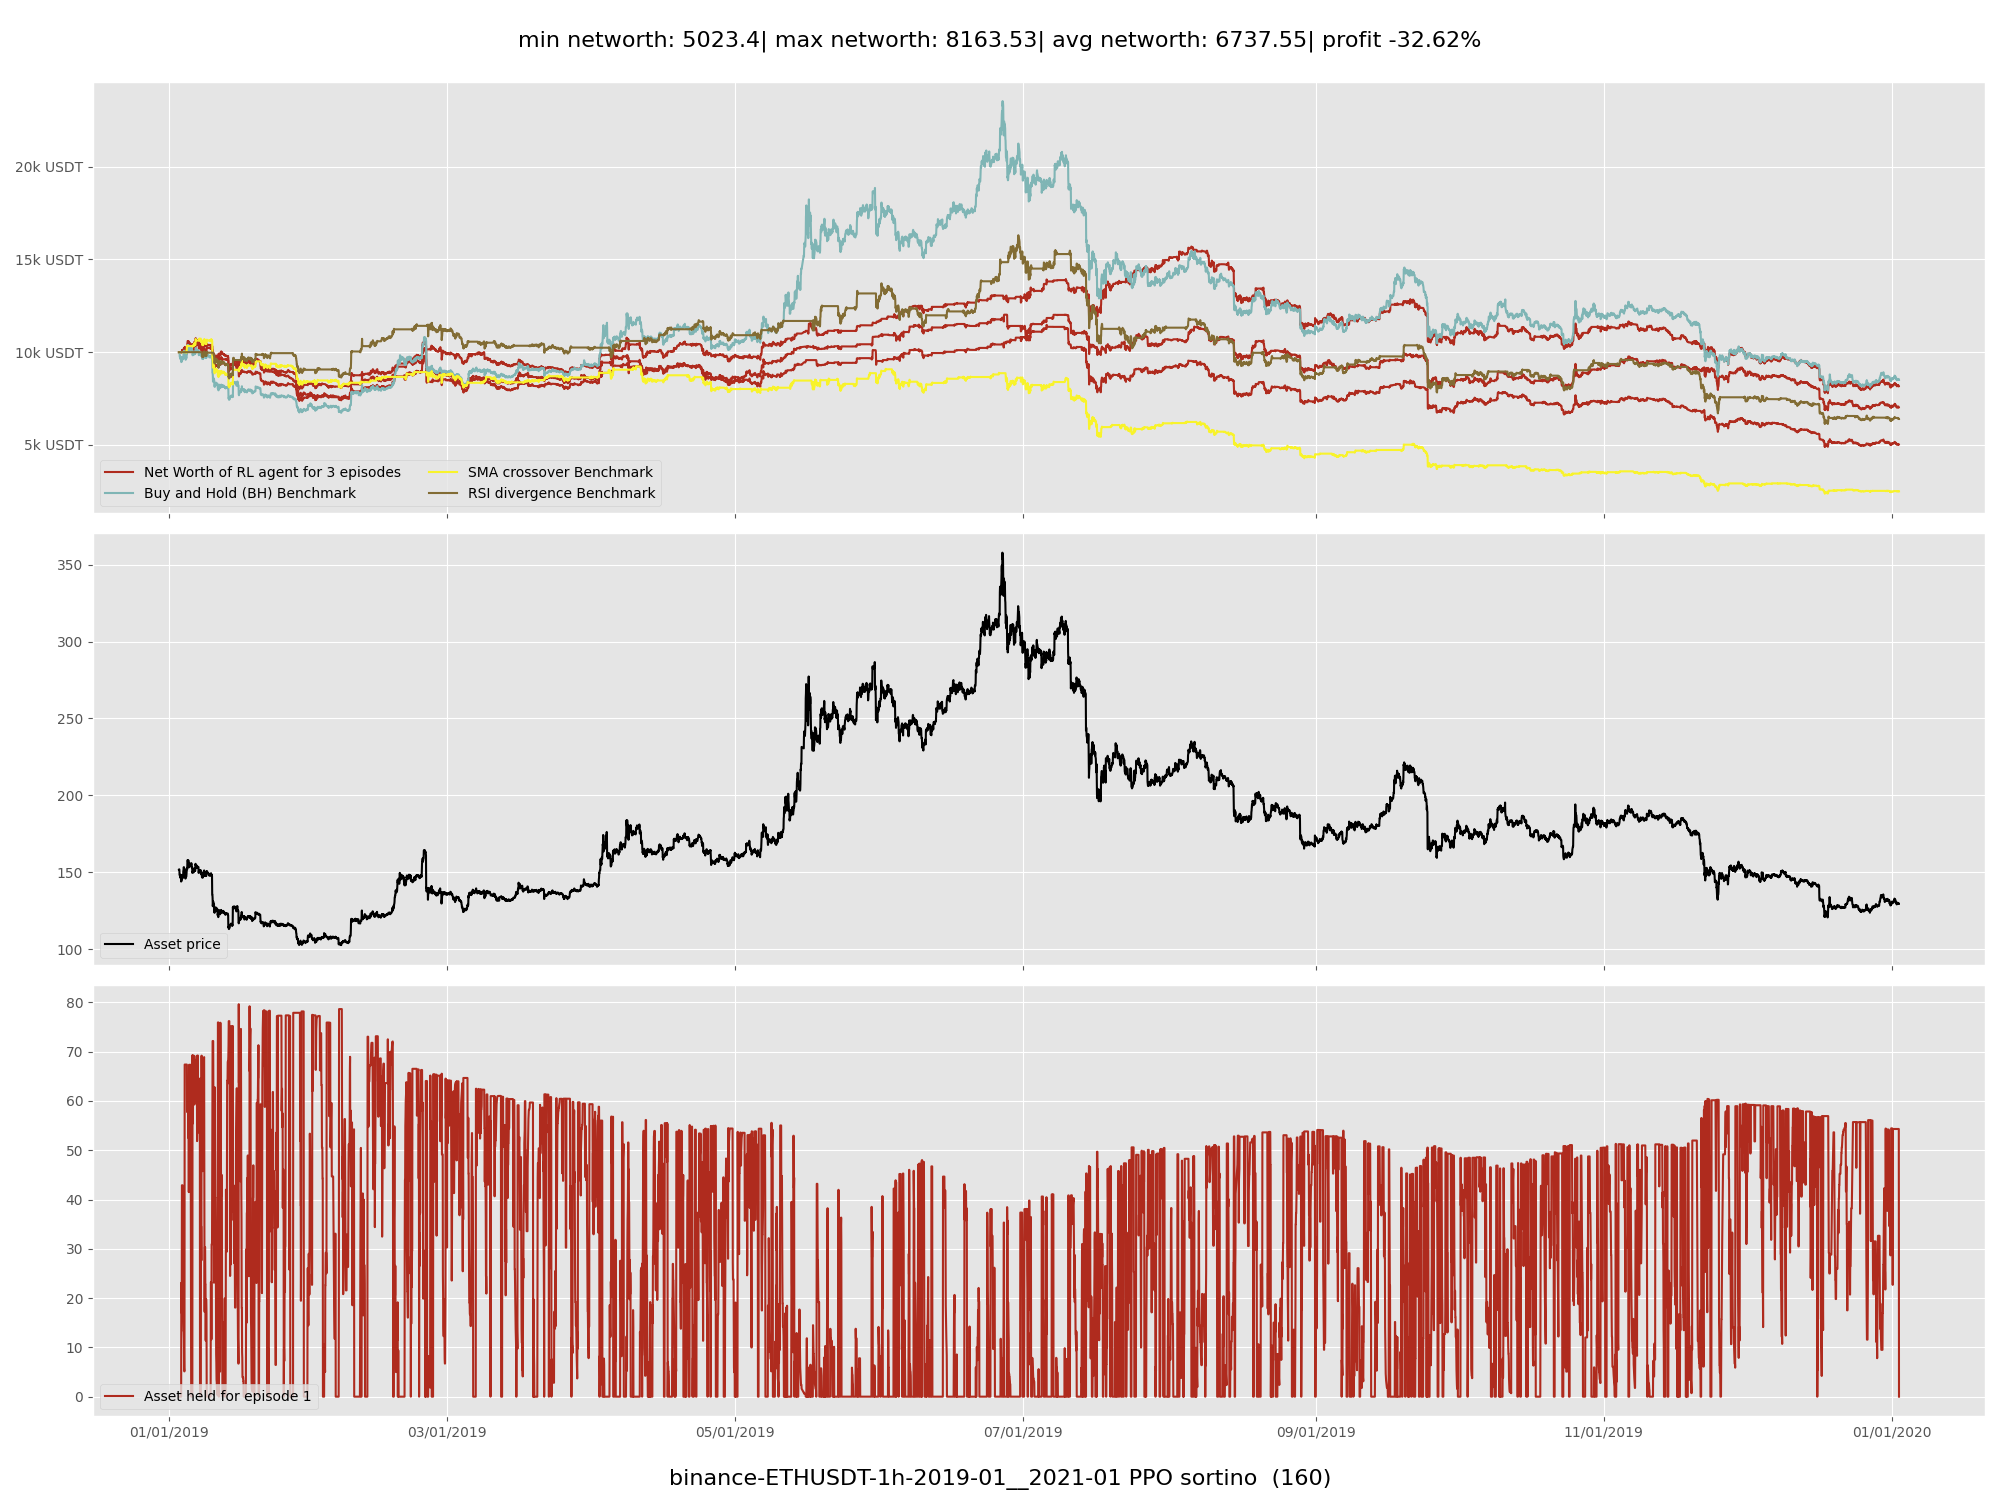 min networth: 5023.4| max networth: 8163.53| avg networth: 6737.55| profit -32.62%
20k USDT
15k USDT
10k USDT
5k USDT
Net Worth of RL agent for 3 episodes
Buy and Hold (BH) Benchmark
SMA crossover Benchmark
RSI divergence Benchmark
350
300
250
200
150
100
Asset price
80
70
60
50
40
30
20
10
0
Asset held for episode 1
01/01/2019 03/01/2019 05/01/2019 07/01/2019 09/01/2019 11/01/2019 01/01/2020
binance-ETHUSDT-1h-2019-01__2021-01 PPO sortino  (160)